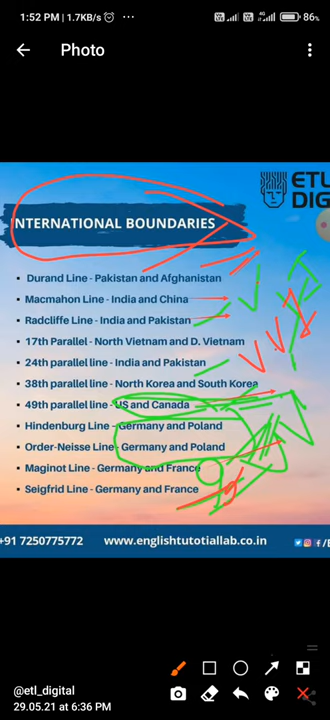 1:52 PM | 1.7KB/s
4G
86%
Photo
ETL
DIG
INTERNATIONAL BOUNDARIES
▪ Durand Line - Pakistan and Afghanistan
▪ Macmahon Line - India and China
▪ Radcliffe Line - India and Pakistan
▪ 17th Parallel - North Vietnam and D. Vietnam
▪ 24th parallel line - India and Pakistan
▪ 38th parallel line - North Korea and South Korea
▪ 49th parallel line - US and Canada
▪ Hindenburg Line - Germany and Poland
▪ Order-Neisse Line - Germany and Poland
▪ Maginot Line - Germany and France
▪ Seigfrid Line - Germany and France
+91 7250775772 www.englishtutotiallab.co.in
@etl_digital
29.05.21 at 6:36 PM